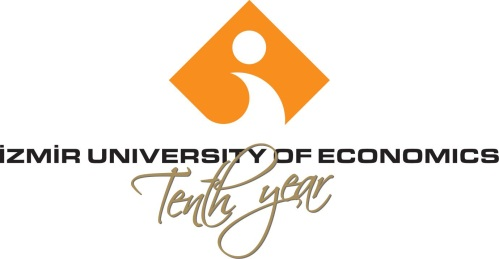 İZMİR UNIVERSITY OF ECONOMICS
Tenth year